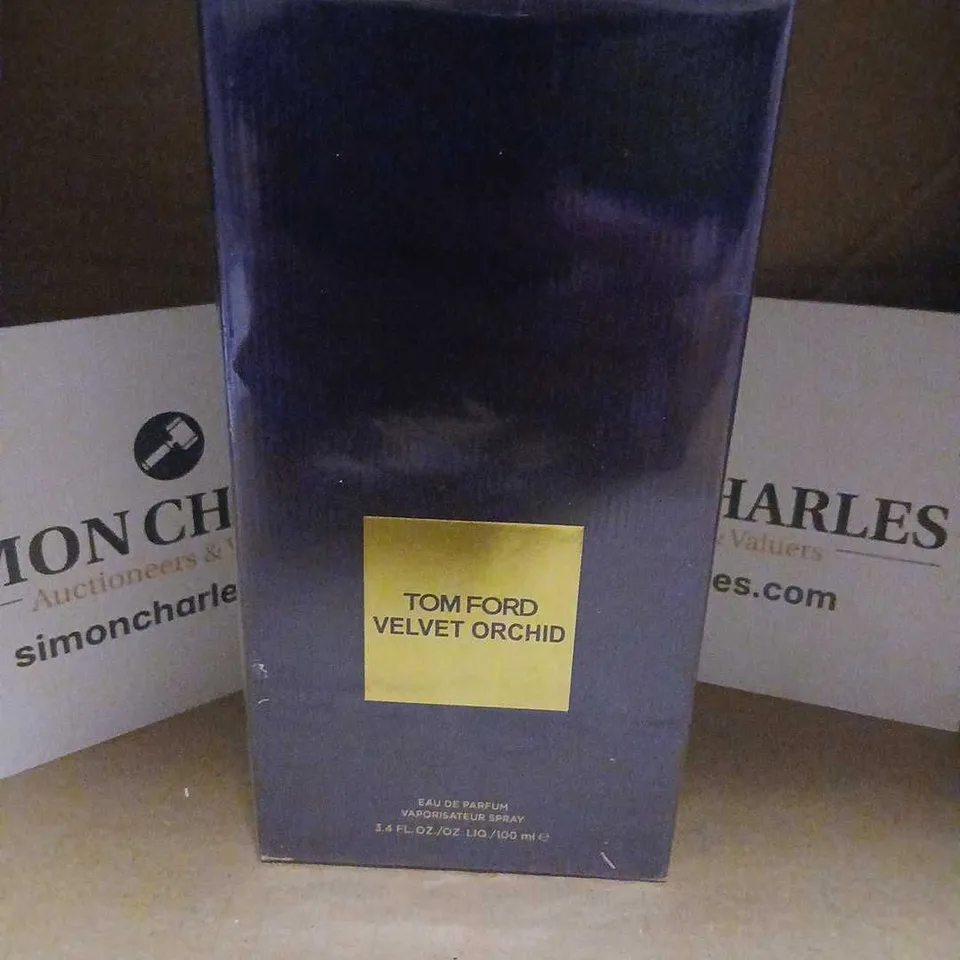 MON CH
Auctioneers &
simoncharle
HARLES
& Valuers
es.com
TOM FORD
VELVET ORCHID
EAU DE PARFUM
VAPORISATEUR SPRAY
3.4 FL. OZ./OZ. LIQ./100 ml e